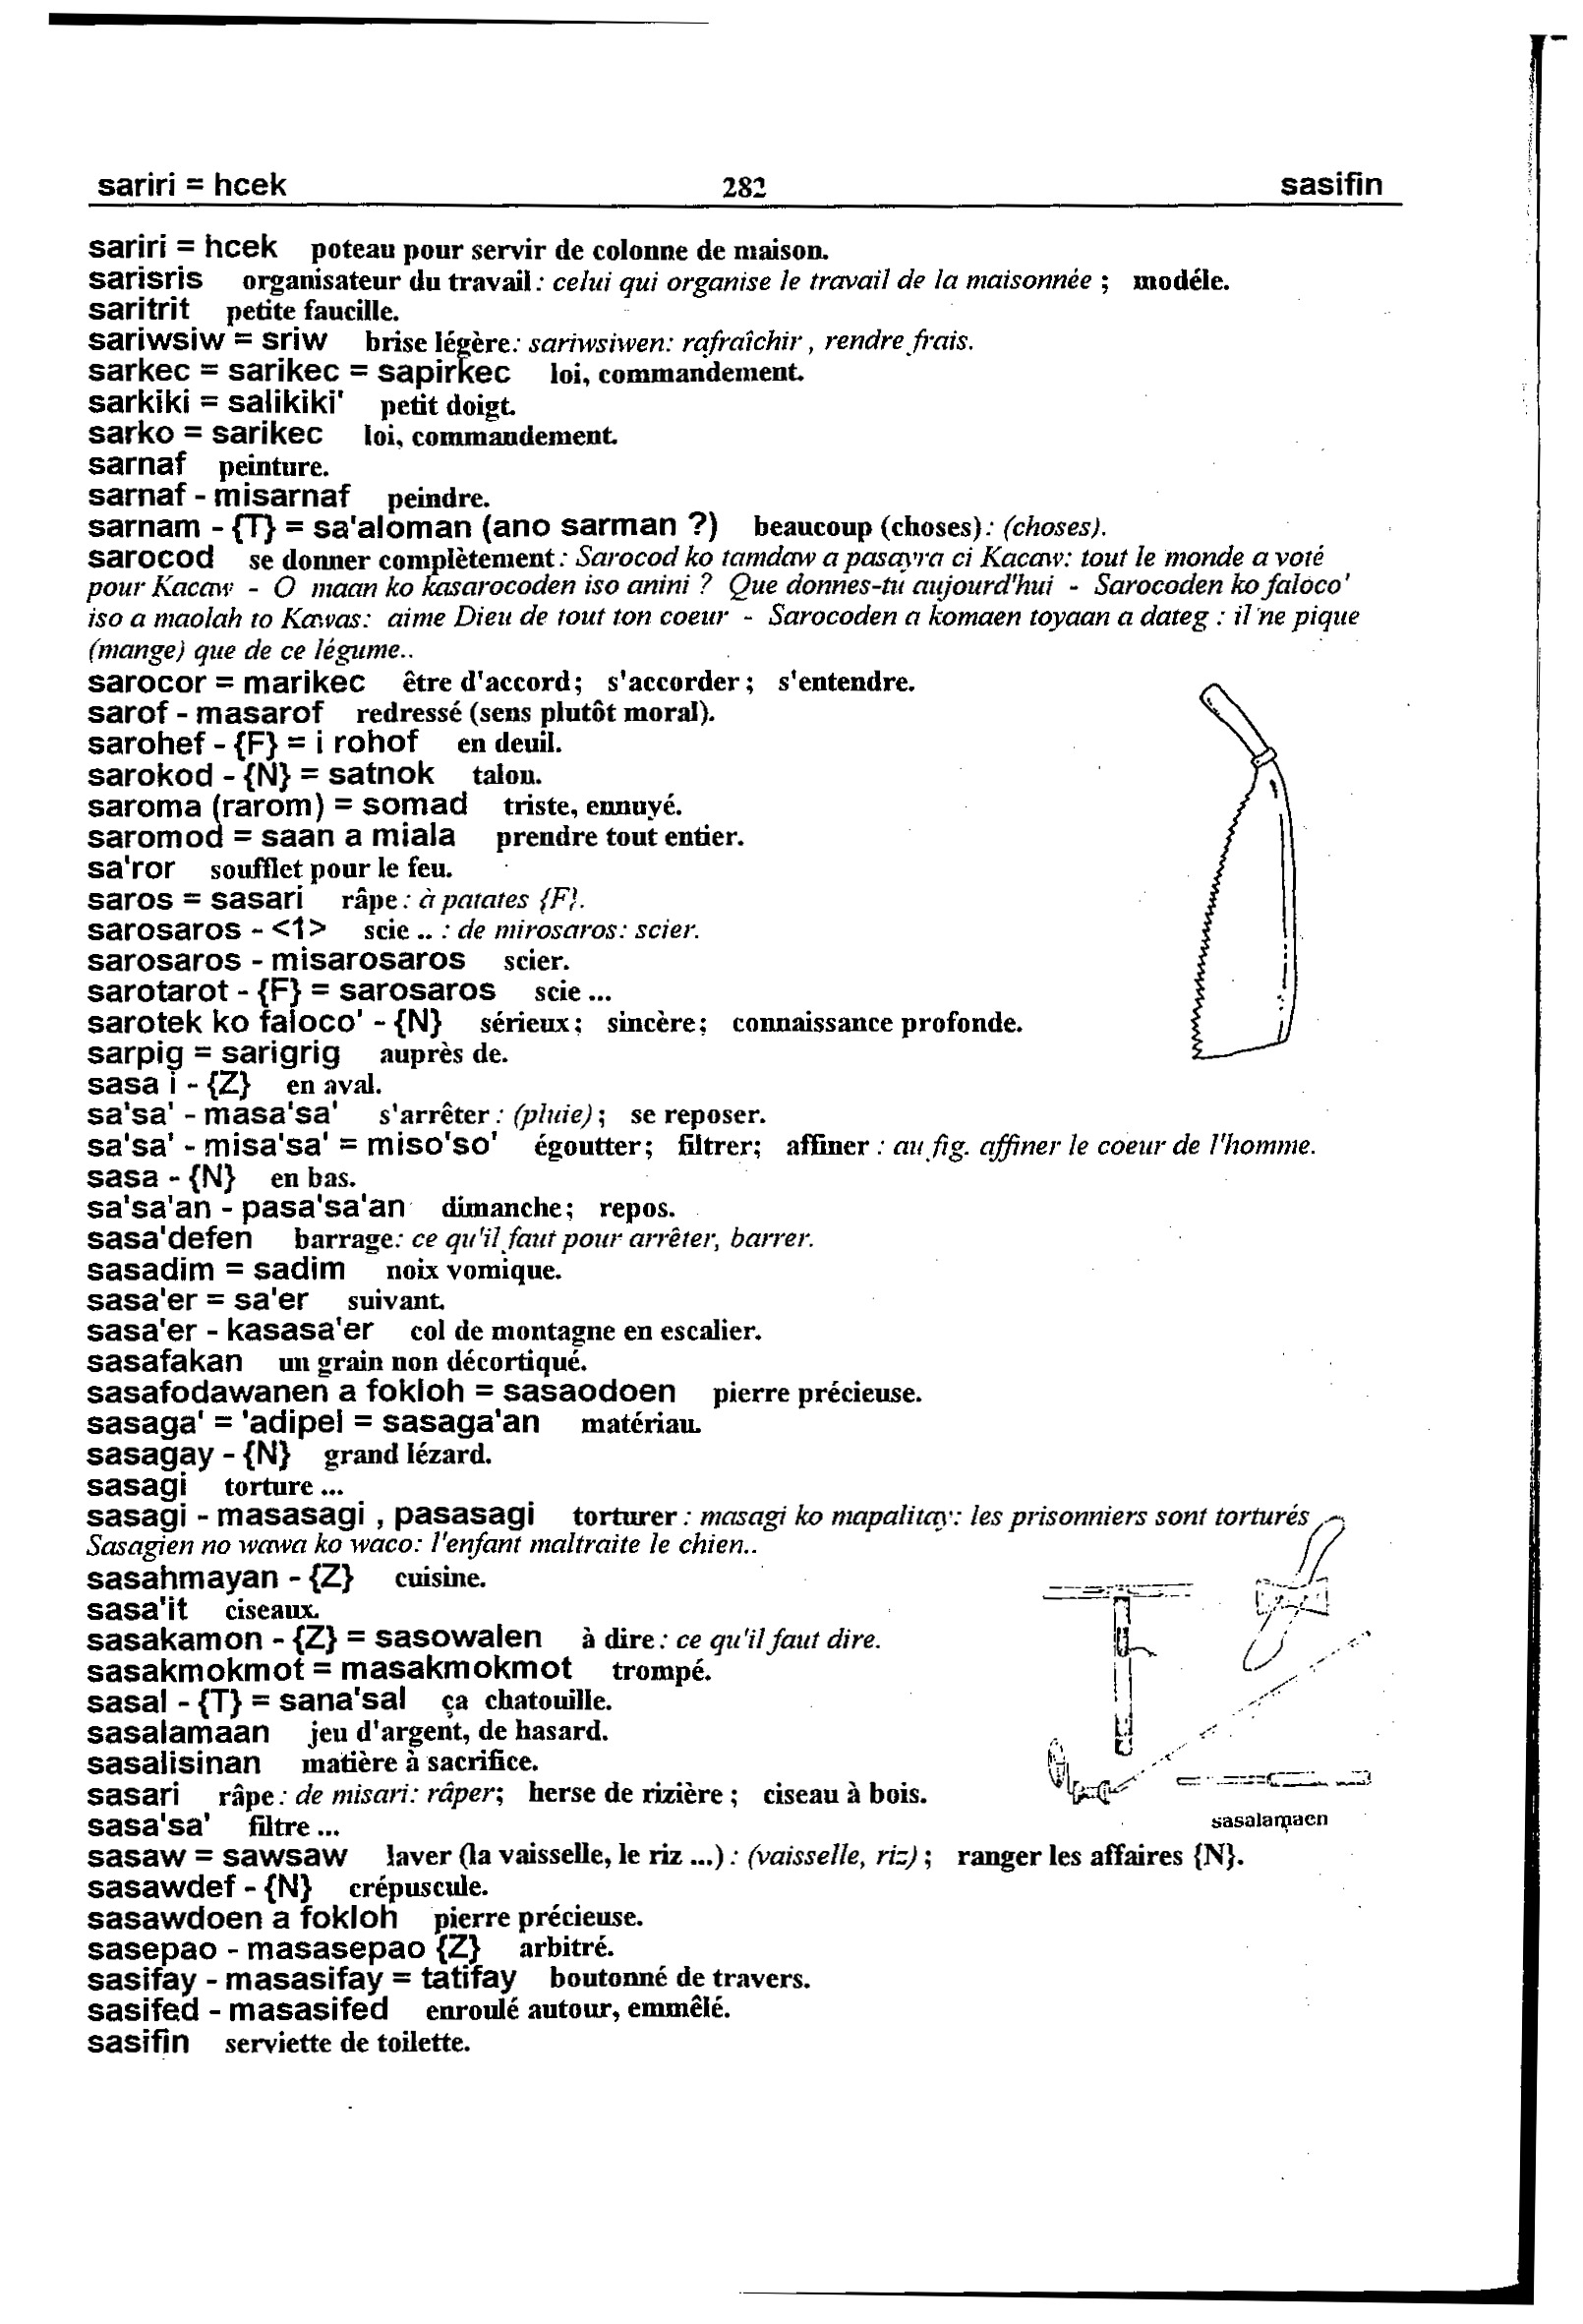 sariri = hcek 282 sasifin
sariri = hcek poteau pour servir de colonne de maison.
sarisris organisateur du travail : celui qui organise le travail de la maisonnée ; modéle.
saritrit petite faucille.
sariwsiw = sriw brise légère: sariwsiwen: rafraîchir , rendre frais.
sarkec = sarikec = sapirkec loi, commandement.
sarkiki = salikiki' petit doigt.
sarko = sarikec loi, commandement.
sarnaf peinture.
sarnaf - misarnaf peindre.
sarnam - {T} = sa'aloman (ano sarman ?) beaucoup (choses) : (choses).
sarocod se donner complètement : Sarocod ko tamdaw a pasayra ci Kacaw: tout le monde a voté
pour Kacaw - O maan ko kasarocoden iso anini ? Que donnes-tu aujourd'hui - Sarocoden ko faloco'
iso a maolah to Kawas: aime Dieu de tout ton coeur - Sarocoden a komaen toyaan a dateg : il ne pique
(mange) que de ce légume..
sarocor = marikec être d'accord ; s'accorder ; s'entendre.
sarof - masarof redressé (sens plutôt moral).
sarohef - {F} = i rohof en deuil.
sarokod - {N} = satnok talon.
saroma (rarom) = somad triste, ennuyé.
saromod = saan a miala prendre tout entier.
sa'ror soufflet pour le feu.
saros = sasari râpe : à patates {F}.
sarosaros - <1> scie .. : de mirosaros: scier.
sarosaros - misarosaros scier.
sarotarot - {F} = sarosaros scie ...
sarotek ko faloco' - {N} sérieux ; sincère ; connaissance profonde.
sarpig = sarigrig auprès de.
sasa i - {Z} en aval.
sa'sa' - masa'sa' s'arrêter : (pluie) ; se reposer.
sa'sa' - misa'sa' = miso'so' égoutter ; filtrer; affiner : au fig. affiner le coeur de l'homme.
sasa - {N} en bas.
sa'sa'an - pasa'sa'an dimanche ; repos.
sasa'defen barrage: ce qu'il faut pour arrêter, barrer.
sasadim = sadim noix vomique.
sasa'er = sa'er suivant.
sasa'er - kasasa'er col de montagne en escalier.
sasafakan un grain non décortiqué.
sasafodawanen a fokloh = sasaodoen pierre précieuse.
sasaga' = 'adipel = sasaga'an matériau.
sasagay - {N} grand lézard.
sasagi torture ...
sasagi - masasagi , pasasagi torturer : masagi ko mapalitay: les prisonniers sont torturés
Sasagien no wawa ko waco: l'enfant maltraite le chien..
sasahmayan - {Z} cuisine.
sasa'it ciseaux.
sasakamon - {Z} = sasowalen à dire : ce qu'il faut dire.
sasakmokmot = masakmokmot trompé.
sasal - {T} = sana'sal ça chatouille.
sasalamaan jeu d'argent, de hasard.
sasalisinan matière à sacrifice.
sasari râpe : de misari: râper; herse de rizière ; ciseau à bois.
sasalamaen
sasa'sa' filtre ...
sasaw = sawsaw laver (la vaisselle, le riz ...) : (vaisselle, riz) ; ranger les affaires {N}.
sasawdef - {N} crépuscule.
sasawdoen a fokloh pierre précieuse.
sasepao - masasepao {Z} arbitré.
sasifay - masasifay = tatifay boutonné de travers.
sasifed - masasifed enroulé autour, emmêlé.
sasifin serviette de toilette.